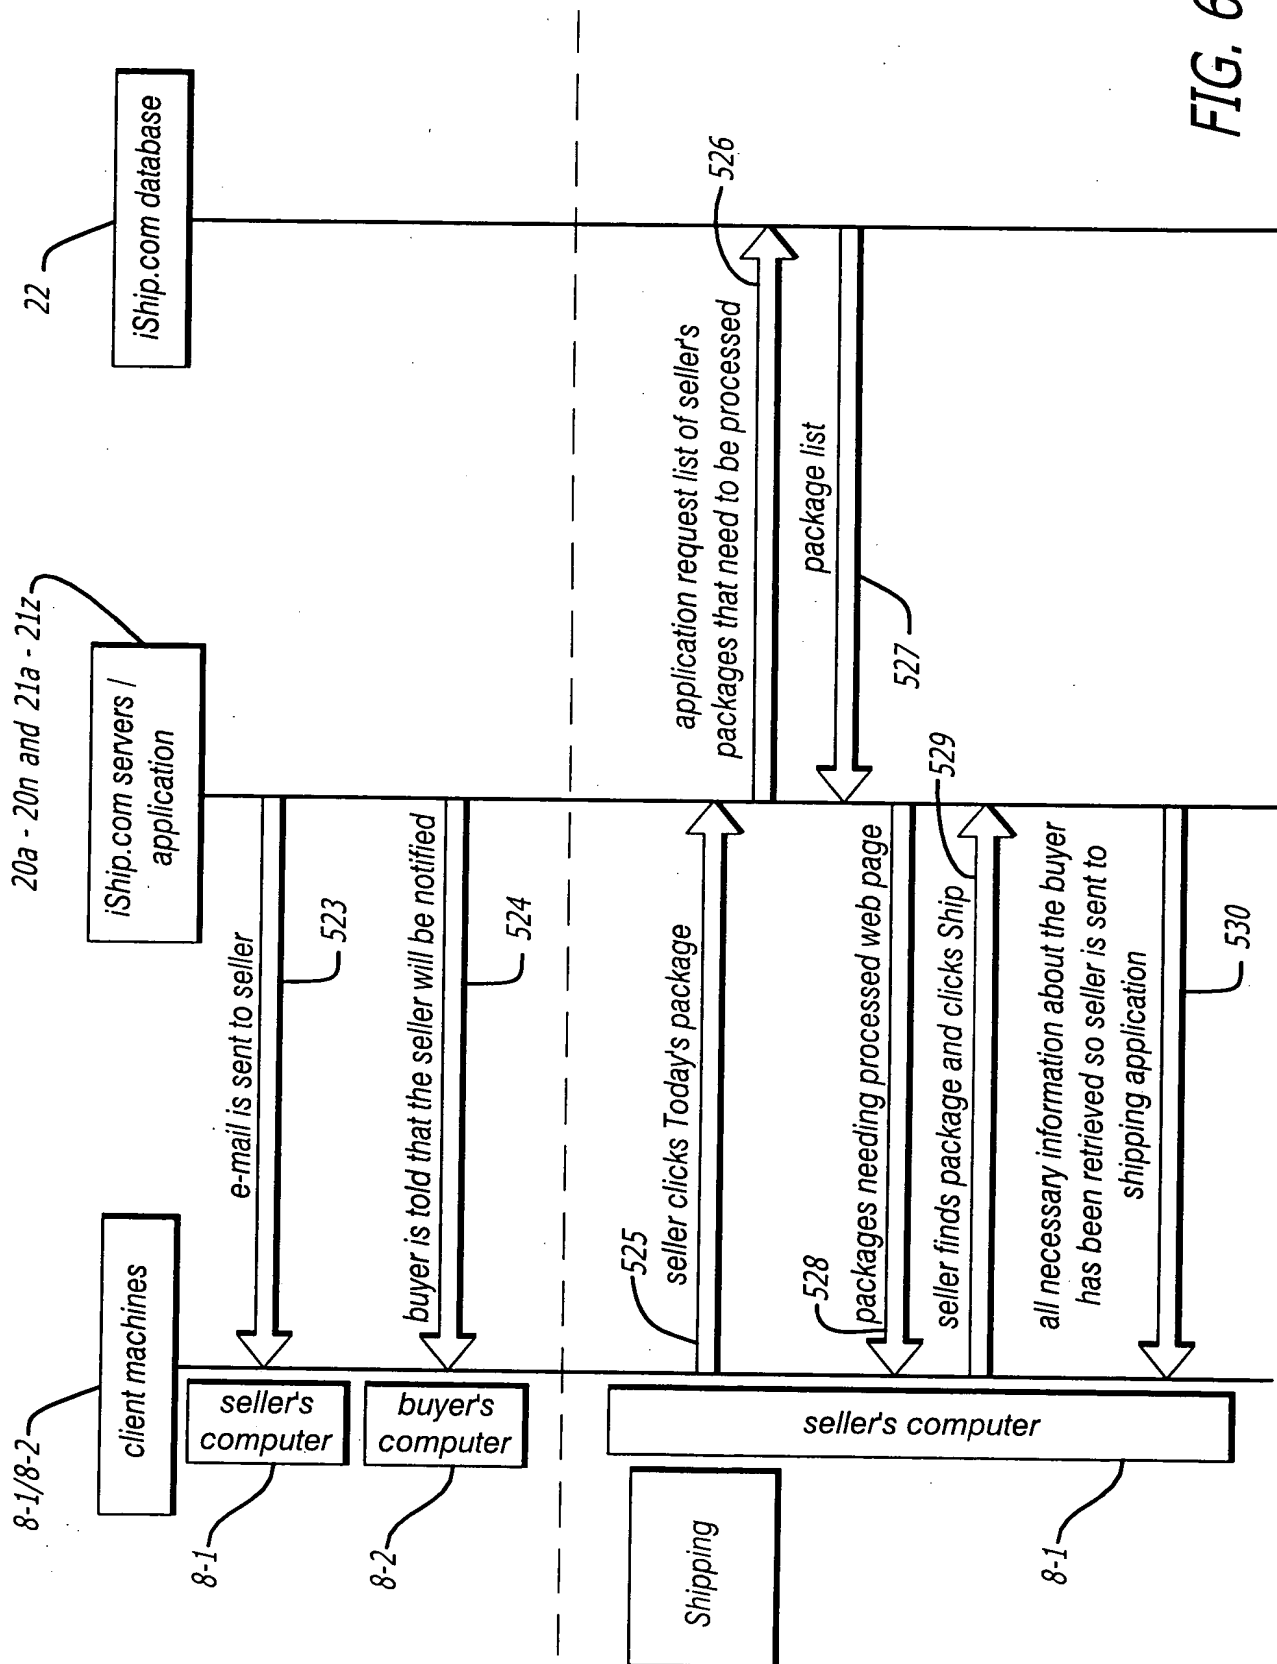 8-1/8-2
client machines
20a - 20n and 21a - 21z
iShip.com servers /
application
22
iShip.com database
8-1
seller's
computer
e-mail is sent to seller
523
8-2
buyer's
computer
buyer is told that the seller will be notified
524
Shipping
seller's computer
8-1
525
seller clicks Today's package
application request list of seller's
packages that need to be processed
526
package list
527
528
packages needing processed web page
seller finds package and clicks Ship
529
all necessary information about the buyer
has been retrieved so seller is sent to
shipping application
530
FIG. 6